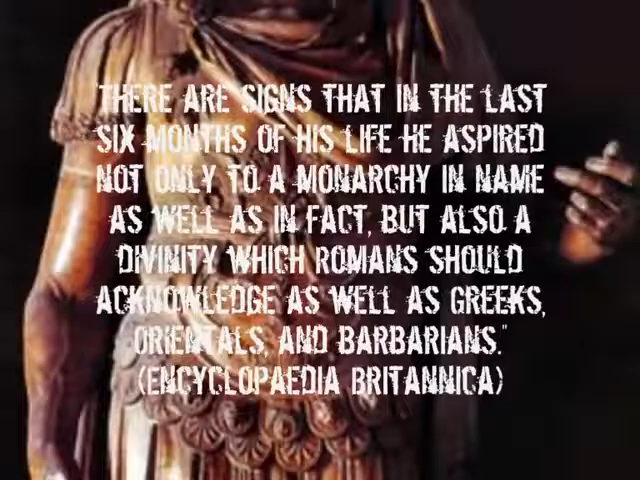 "THERE ARE SIGNS THAT IN THE LAST
SIX MONTHS OF HIS LIFE HE ASPIRED
NOT ONLY TO A MONARCHY IN NAME
AS WELL AS IN FACT, BUT ALSO A
DIVINITY WHICH ROMANS SHOULD
ACKNOWLEDGE AS WELL AS GREEKS,
ORIENTALS, AND BARBARIANS."
(ENCYCLOPAEDIA BRITANNICA)